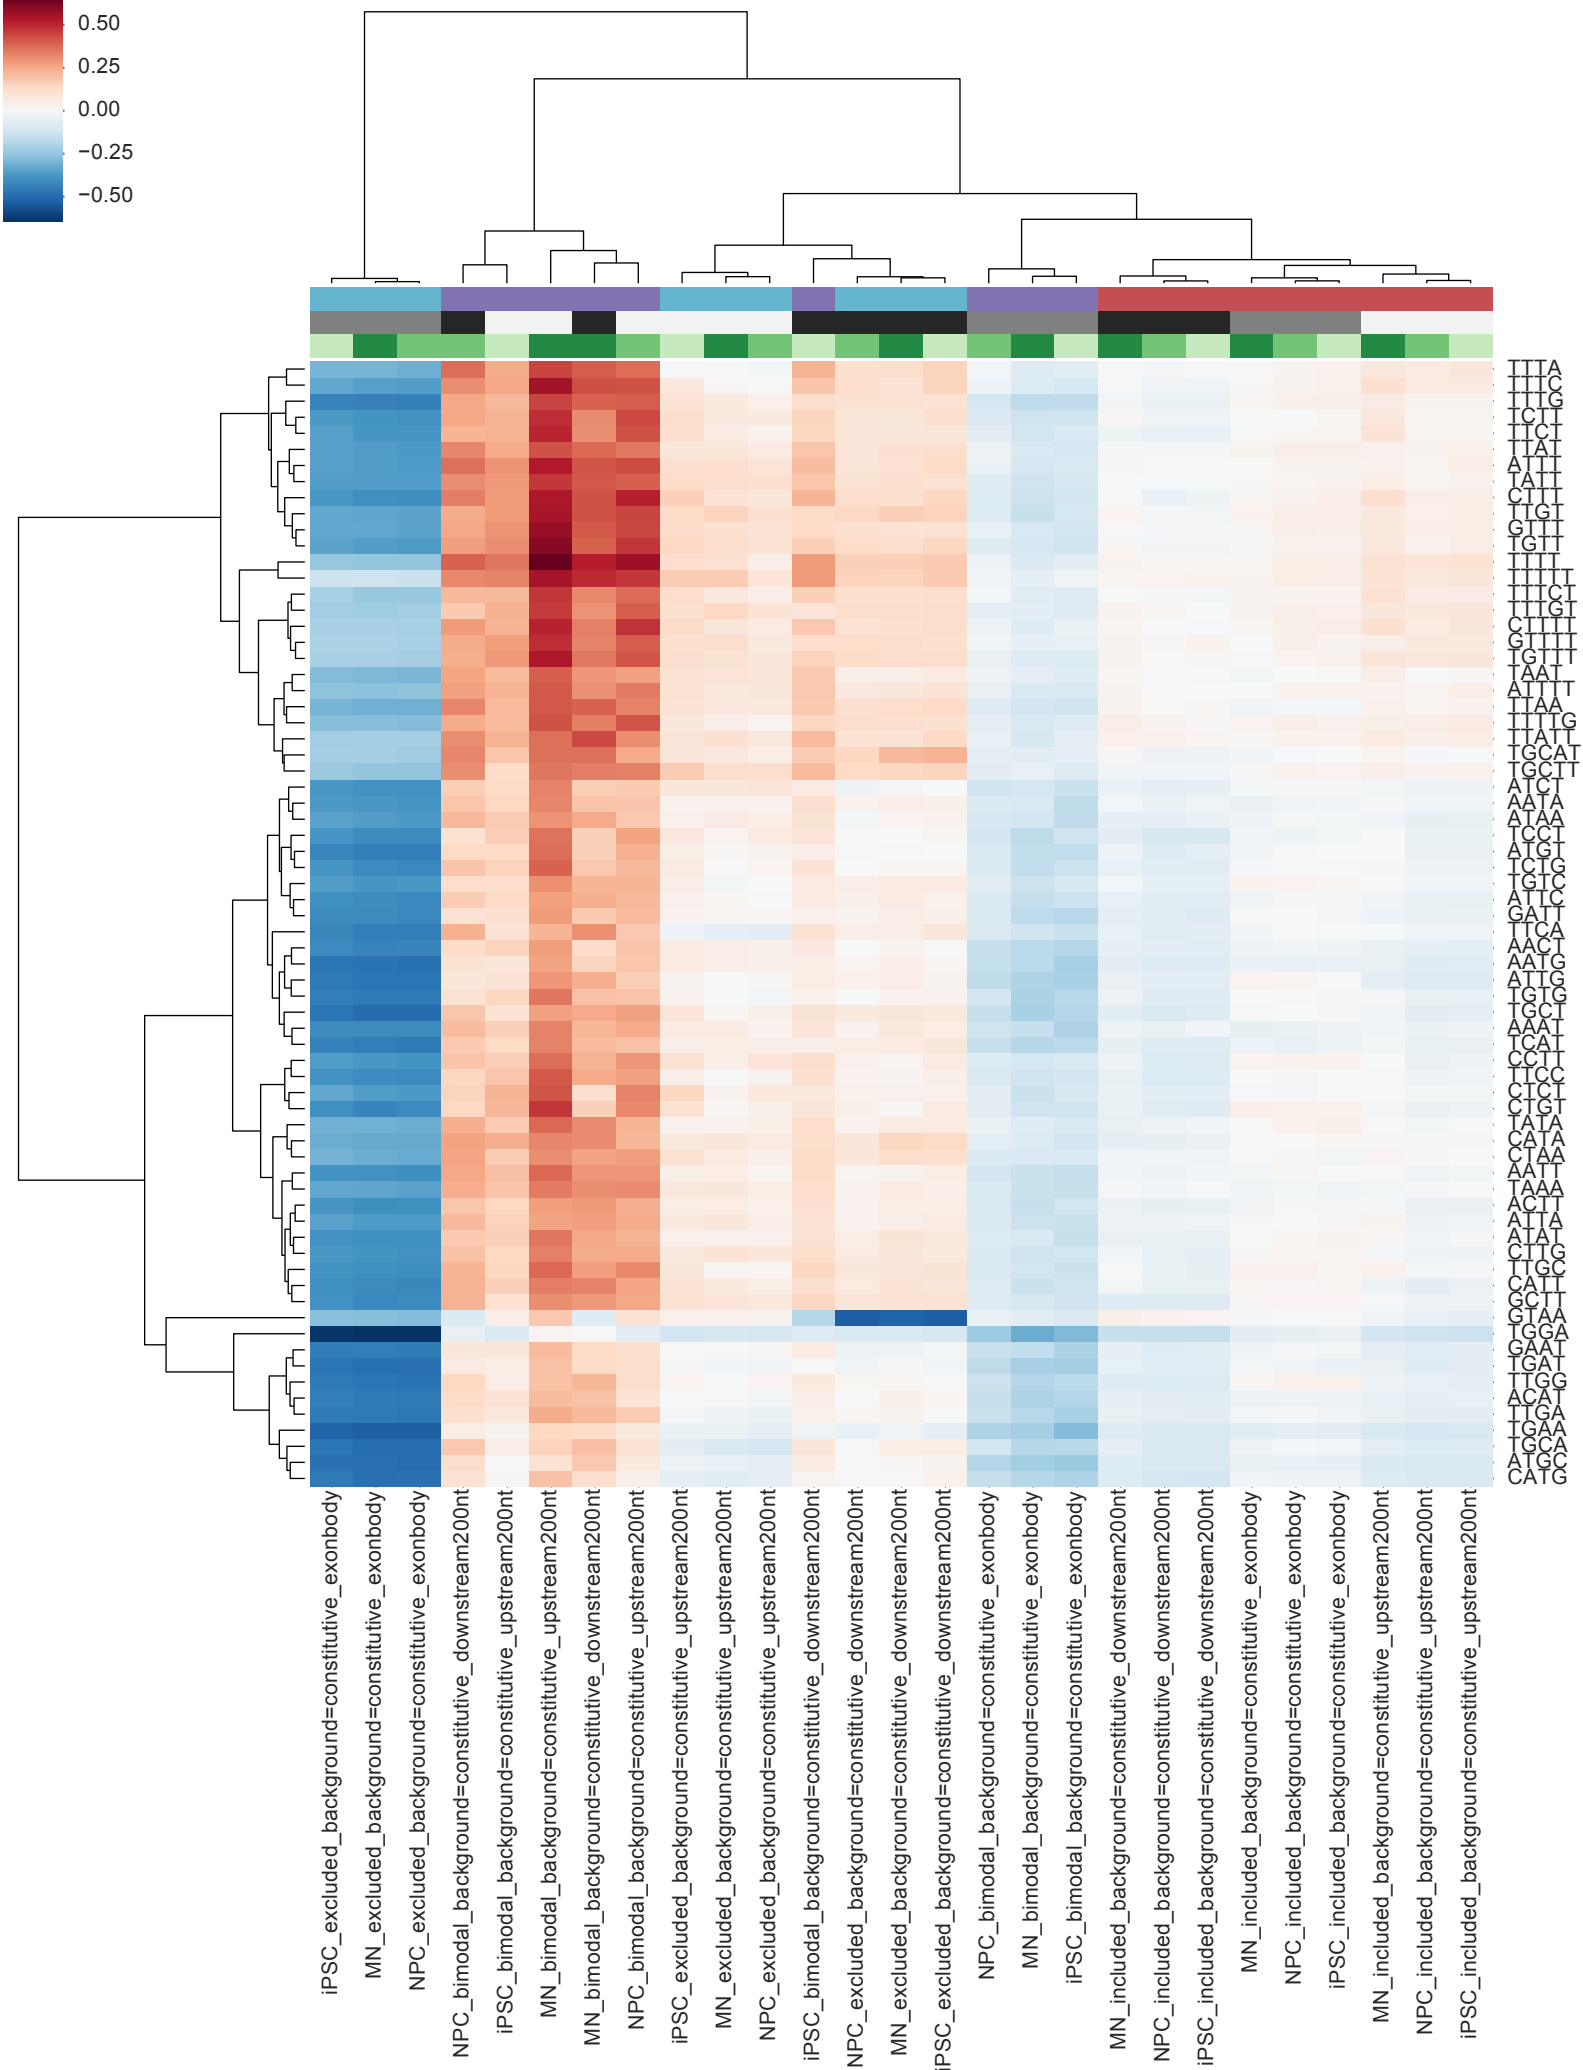 0.50
0.25
0.00
−0.25
−0.50
TTTA
TTTC
TTTG
TCTT
TTCT
TTAT
ATTT
TATT
CTTT
TTGT
GTTT
TGTT
TTTT
TTTTT
TTTCT
TTTGT
CTTTT
GTTTT
TGTTT
TAAT
ATTTT
TTAA
TTTTG
TTATT
TGCAT
TGCTT
ATCT
AATA
ATAA
TCCT
ATGT
TCTG
TGTC
ATTC
GATT
TTCA
AACT
AATG
ATTG
TGTG
TGCT
AAAT
TCAT
CCTT
TTCC
CTCT
CTGT
TATA
CATA
CTAA
AATT
TAAA
ACTT
ATTA
ATAT
CTTG
TTGC
CATT
GCTT
GTAA
TGGA
GAAT
TGAT
TTGG
ACAT
TTGA
TGAA
TGCA
ATGC
CATG
iPSC_excluded_background=constitutive_exonbody
MN_excluded_background=constitutive_exonbody
NPC_excluded_background=constitutive_exonbody
NPC_bimodal_background=constitutive_downstream200nt
iPSC_bimodal_background=constitutive_upstream200nt
MN_bimodal_background=constitutive_upstream200nt
MN_bimodal_background=constitutive_downstream200nt
NPC_bimodal_background=constitutive_upstream200nt
iPSC_excluded_background=constitutive_upstream200nt
MN_excluded_background=constitutive_upstream200nt
NPC_excluded_background=constitutive_upstream200nt
iPSC_bimodal_background=constitutive_downstream200nt
NPC_excluded_background=constitutive_downstream200nt
MN_excluded_background=constitutive_downstream200nt
iPSC_excluded_background=constitutive_downstream200nt
NPC_bimodal_background=constitutive_exonbody
MN_bimodal_background=constitutive_exonbody
iPSC_bimodal_background=constitutive_exonbody
MN_included_background=constitutive_downstream200nt
NPC_included_background=constitutive_downstream200nt
iPSC_included_background=constitutive_downstream200nt
MN_included_background=constitutive_exonbody
NPC_included_background=constitutive_exonbody
iPSC_included_background=constitutive_exonbody
MN_included_background=constitutive_upstream200nt
NPC_included_background=constitutive_upstream200nt
iPSC_included_background=constitutive_upstream200nt